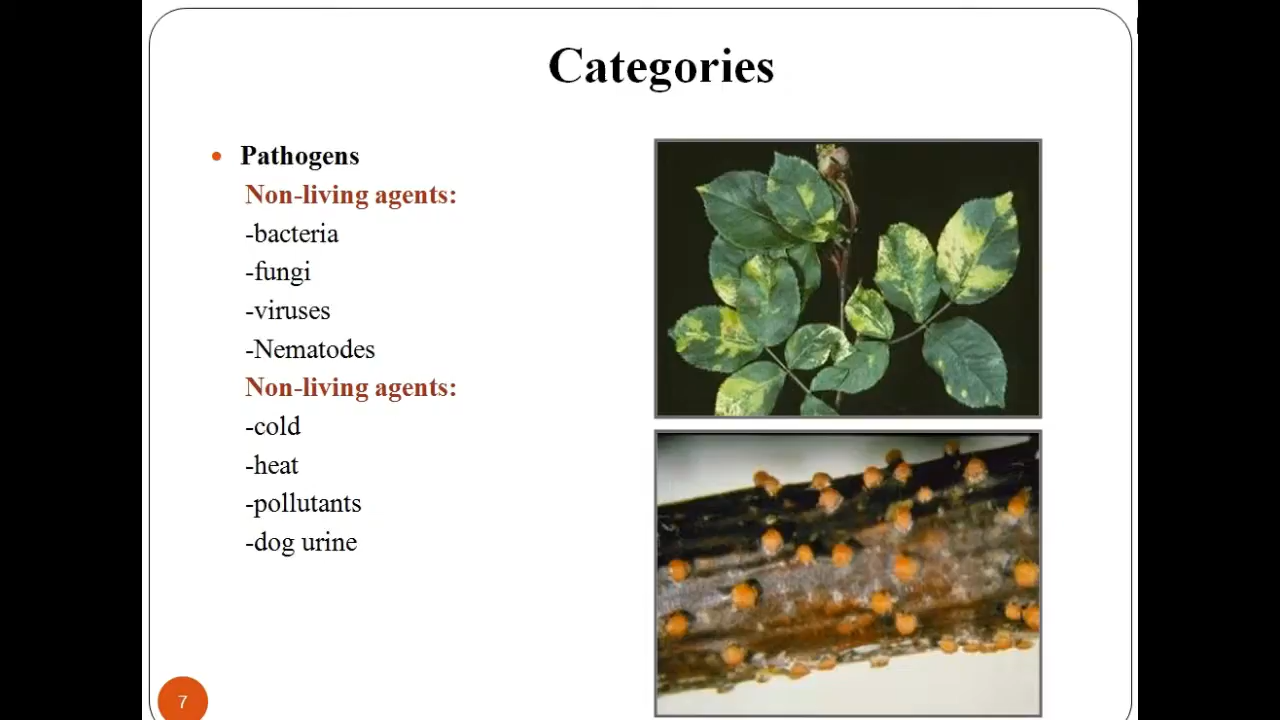 Categories
Pathogens
Non-living agents:
-bacteria
-fungi
-viruses
-Nematodes
Non-living agents:
-cold
-heat
-pollutants
-dog urine
7